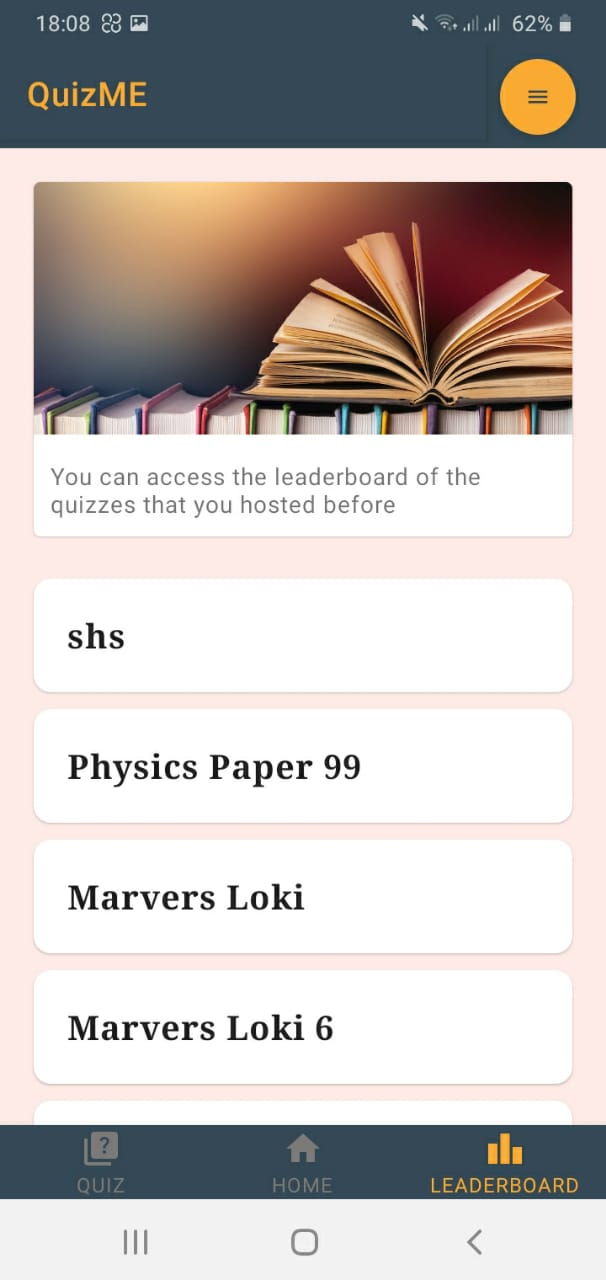 18:08
62%
QuizME
You can access the leaderboard of the
quizzes that you hosted before
shs
Physics Paper 99
Marvers Loki
Marvers Loki 6
?
QUIZ
HOME
LEADERBOARD